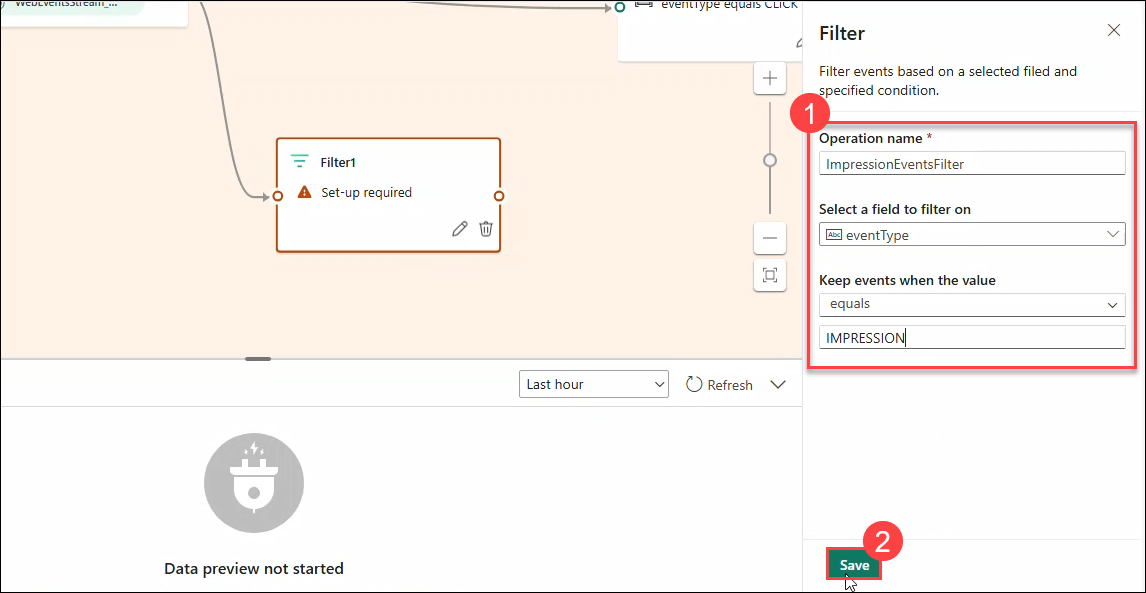 WebEventsStream_...
eventType equals CLICK
Filter1
Set-up required
Last hour
Refresh
Data preview not started
Filter
Filter events based on a selected filed and
specified condition.
1
Operation name *
ImpressionEventsFilter
Select a field to filter on
Abc eventType
Keep events when the value
equals
IMPRESSION
2
Save